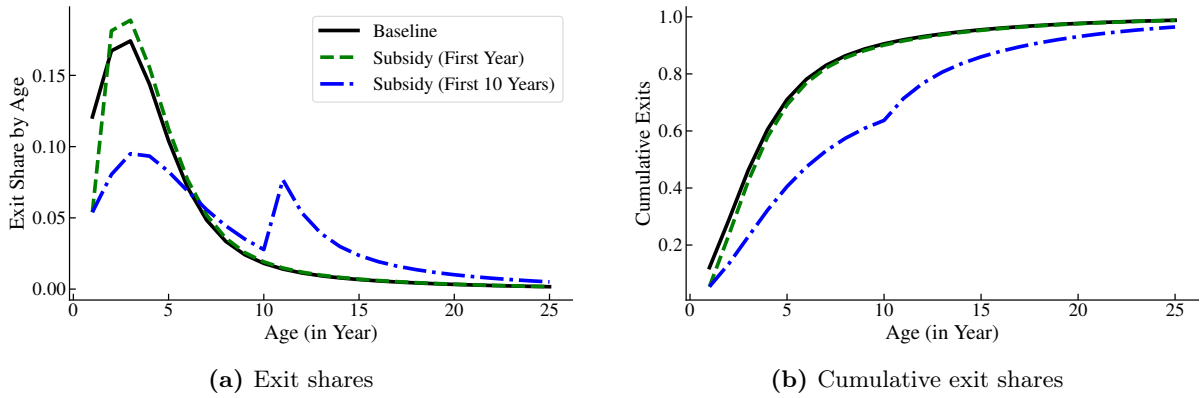 Exit Share by Age
0.15
0.10
0.05
0.00
Baseline
Subsidy (First Year)
Subsidy (First 10 Years)
0 5 10 15 20 25
Age (in Year)
(a) Exit shares
Cumulative Exits
1.0
0.8
0.6
0.4
0.2
0 5 10 15 20 25
Age (in Year)
(b) Cumulative exit shares